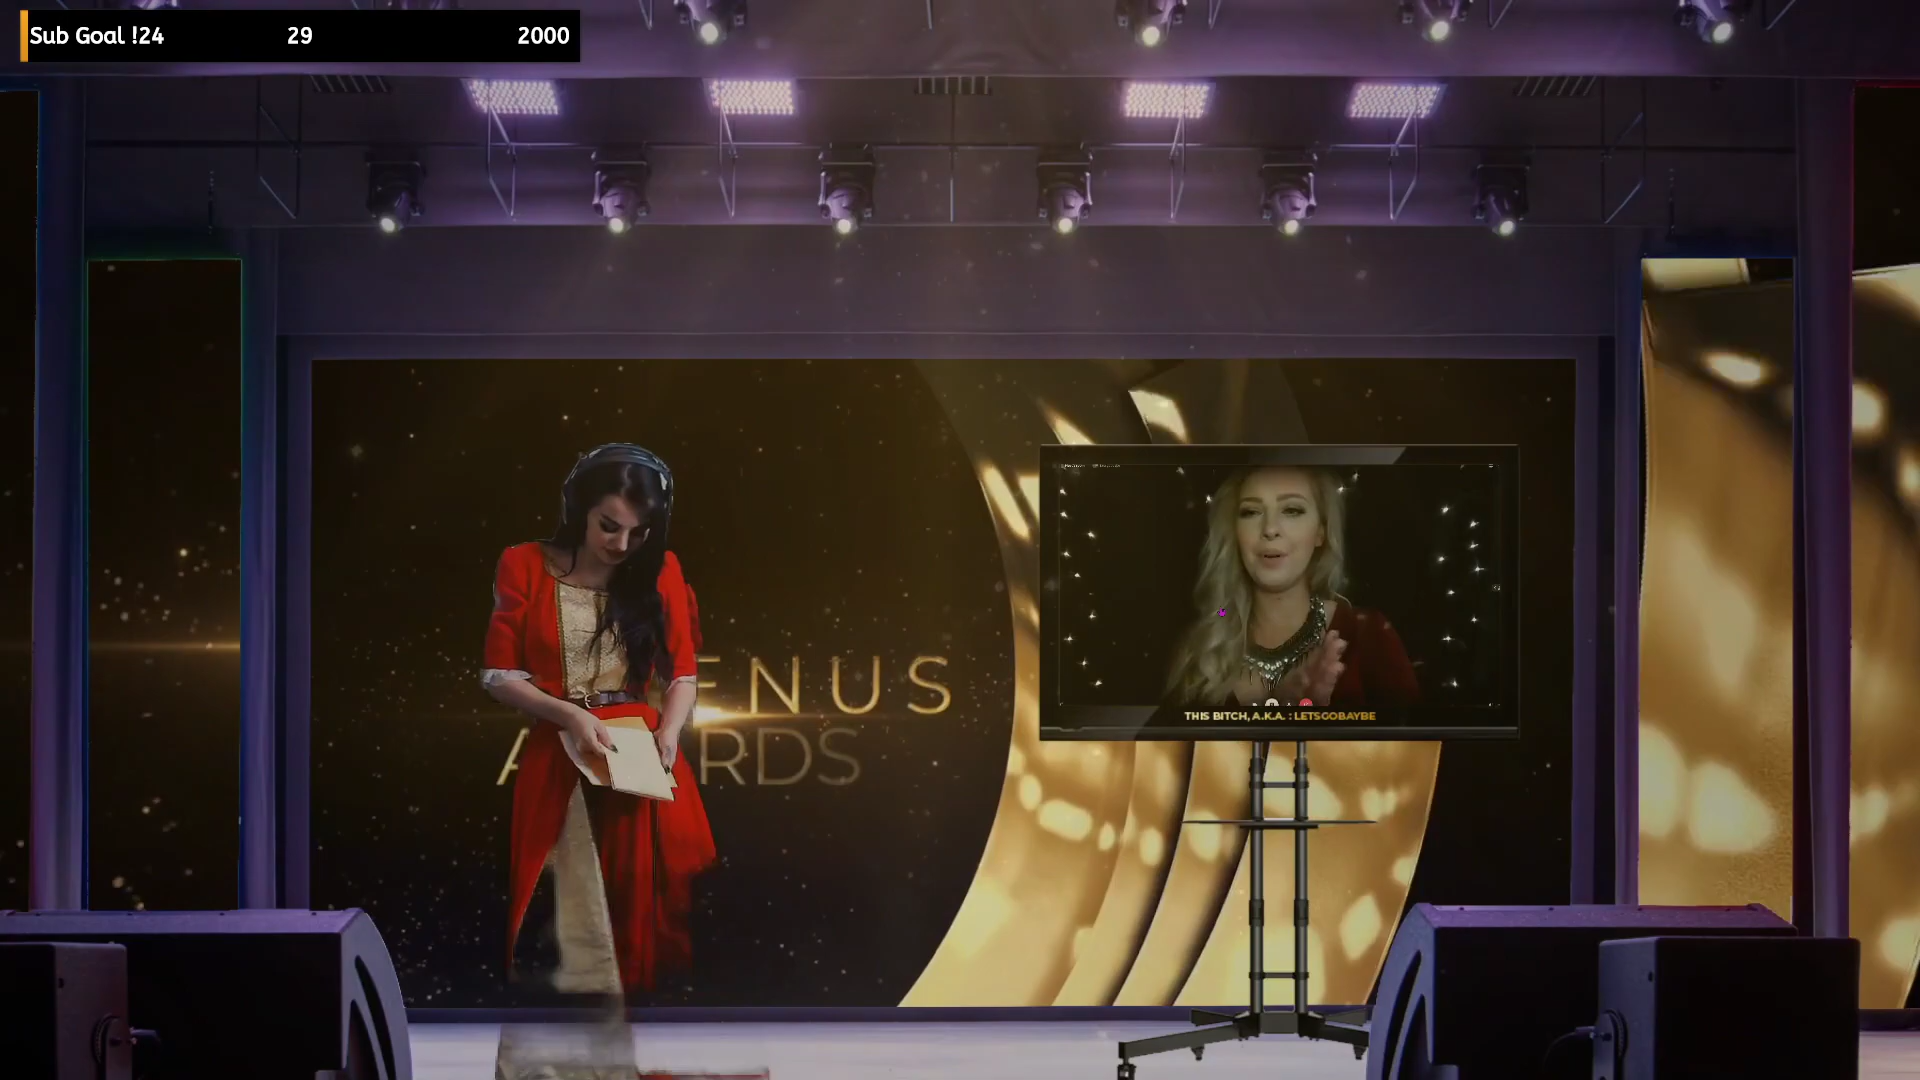 Sub Goal !24 29 2000
ENUS
A RDS
THIS BITCH, A.K.A. : LETSGOBAYBE